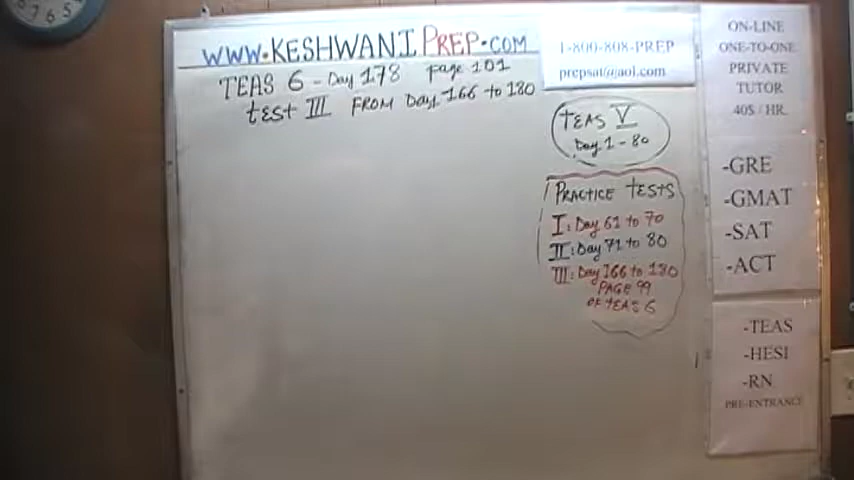 WWW.KESHWANIPREP.COM
TEAS 6 - Day 178 Page 101
test III FROM Day 166 to 180
1-800-808-PREP
prepsat@aol.com
TEAS V
Day 1 - 80
PRACTICE TESTS
I: Day 61 to 70
II: Day 71 to 80
III: Day 166 to 180
PAGE 99
OF TEAS 6
ON-LINE
ONE-TO-ONE
PRIVATE
TUTOR
40$ / HR.
-GRE
-GMAT
-SAT
-ACT
-TEAS
-HESI
-RN
PRE-ENTRANCE
7 6 5